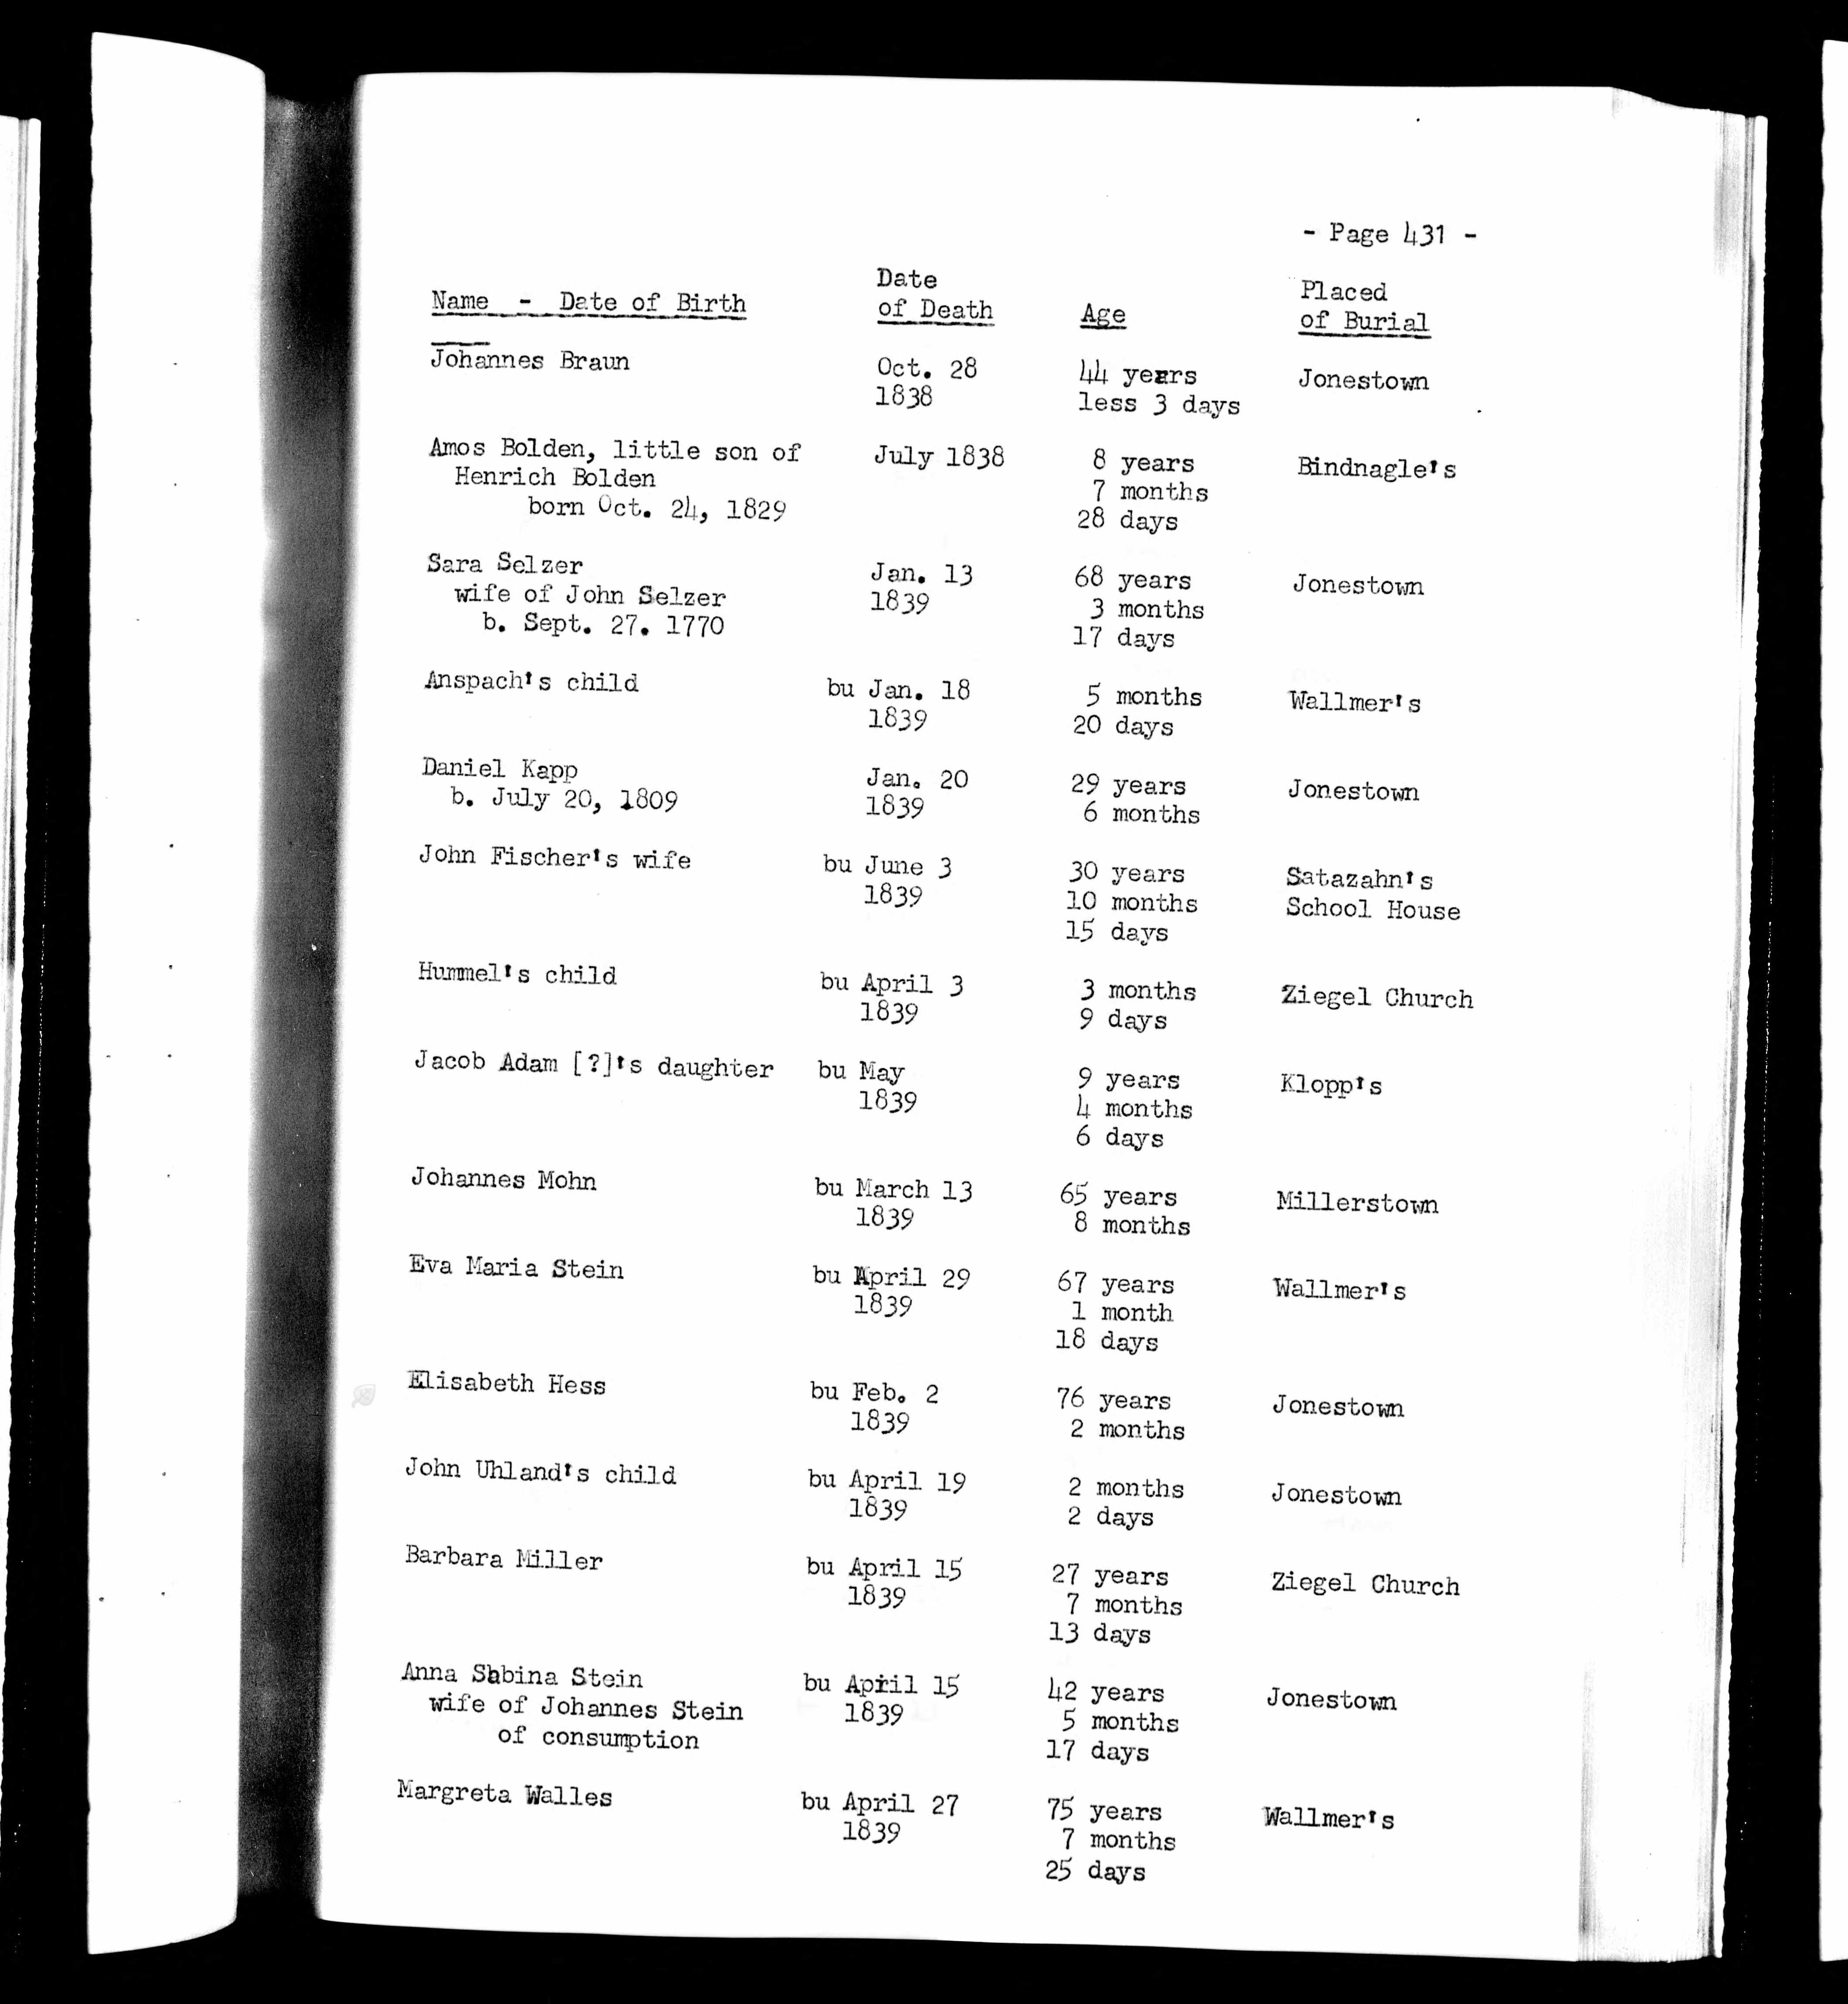 - Page 431 -
Name - Date of Birth
Date
of Death
Age
Placed
of Burial
Johannes Braun
Oct. 28
1838
44 years
less 3 days
Jonestown
Amos Bolden, little son of
Henrich Bolden
born Oct. 24, 1829
July 1838
8 years
7 months
28 days
Bindnagle's
Sara Selzer
wife of John Selzer
b. Sept. 27. 1770
Jan. 13
1839
68 years
3 months
17 days
Jonestown
Anspach's child
bu Jan. 18
1839
5 months
20 days
Wallmer's
Daniel Kapp
b. July 20, 1809
Jan. 20
1839
29 years
6 months
Jonestown
John Fischer's wife
bu June 3
1839
30 years
10 months
15 days
Satazahn's
School House
Hummel's child
bu April 3
1839
3 months
9 days
Ziegel Church
Jacob Adam [?]'s daughter
bu May
1839
9 years
4 months
6 days
Klopp's
Johannes Mohn
bu March 13
1839
65 years
8 months
Millerstown
Eva Maria Stein
bu April 29
1839
67 years
1 month
18 days
Wallmer's
Elisabeth Hess
bu Feb. 2
1839
76 years
2 months
Jonestown
John Uhland's child
bu April 19
1839
2 months
2 days
Jonestown
Barbara Miller
bu April 15
1839
27 years
7 months
13 days
Ziegel Church
Anna Sabina Stein
wife of Johannes Stein
of consumption
bu April 15
1839
42 years
5 months
17 days
Jonestown
Margreta Walles
bu April 27
1839
75 years
7 months
25 days
Wallmer's